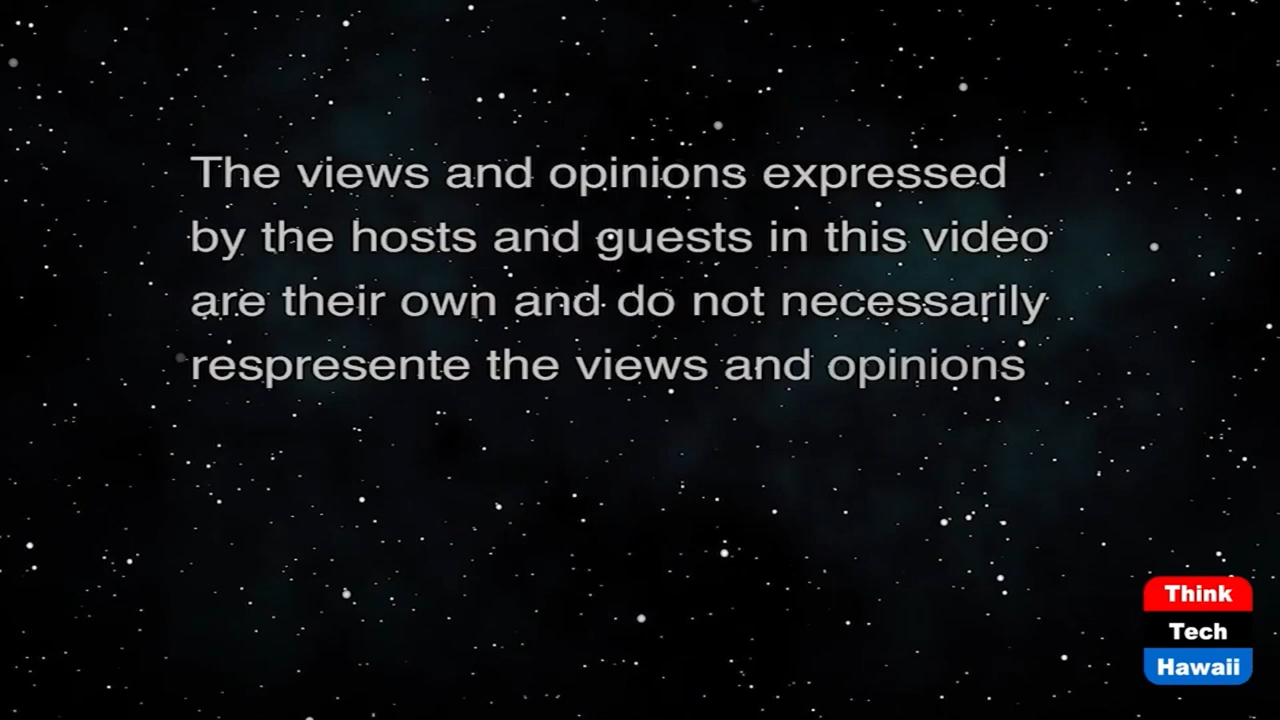 The views and opinions expressed
by the hosts and guests in this video
are their own and do not necessarily
respresente the views and opinions
Think
Tech
Hawaii